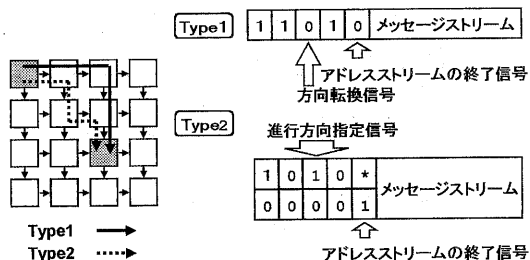 Type1
1 1 0 1 0 メッセージストリーム
アドレスストリームの終了信号
方向転換信号
Type2
進行方向指定信号
1 0 1 0 *
0 0 0 0 1
メッセージストリーム
アドレスストリームの終了信号
Type1
Type2